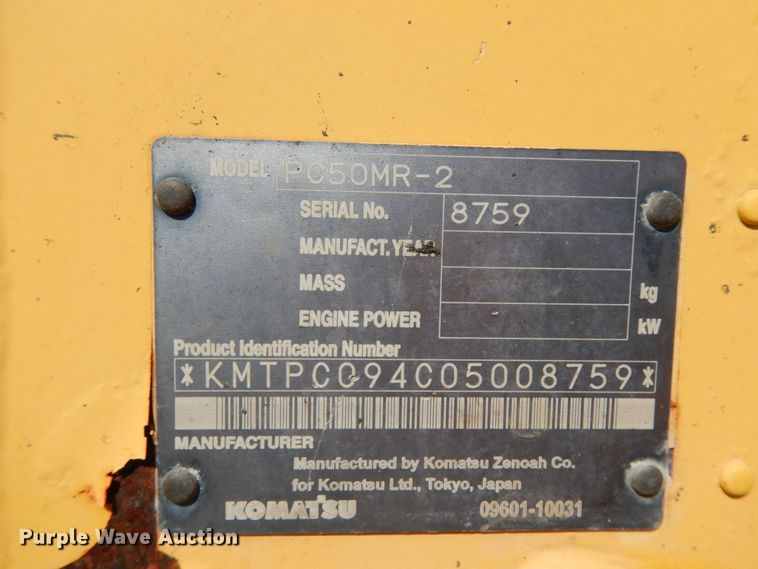 MODEL PC50MR-2
SERIAL No. 8759
MANUFACT. YEAR
MASS kg
ENGINE POWER kW
Product Identification Number
*KMTPC094C05008759*
MANUFACTURER
Manufactured by Komatsu Zenoah Co.
for Komatsu Ltd., Tokyo, Japan
KOMATSU 09601-10031
Purple Wave Auction